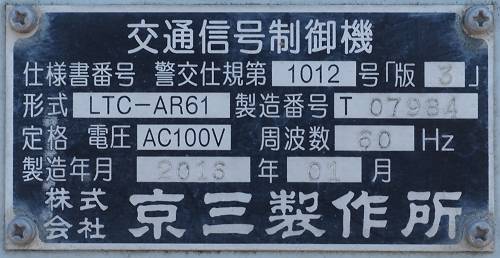 交通信号制御機
仕様書番号 警交仕規第 1012 号「版 3」
形式 LTC-AR61 製造番号 T 07984
定格 電圧 AC100V 周波数 60 Hz
製造年月 2016 年 01 月
株式会社 京三製作所